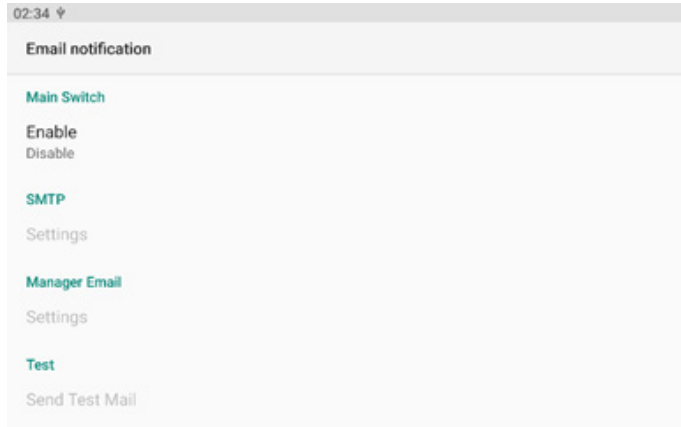 02:34
Email notification
Main Switch
Enable
Disable
SMTP
Settings
Manager Email
Settings
Test
Send Test Mail